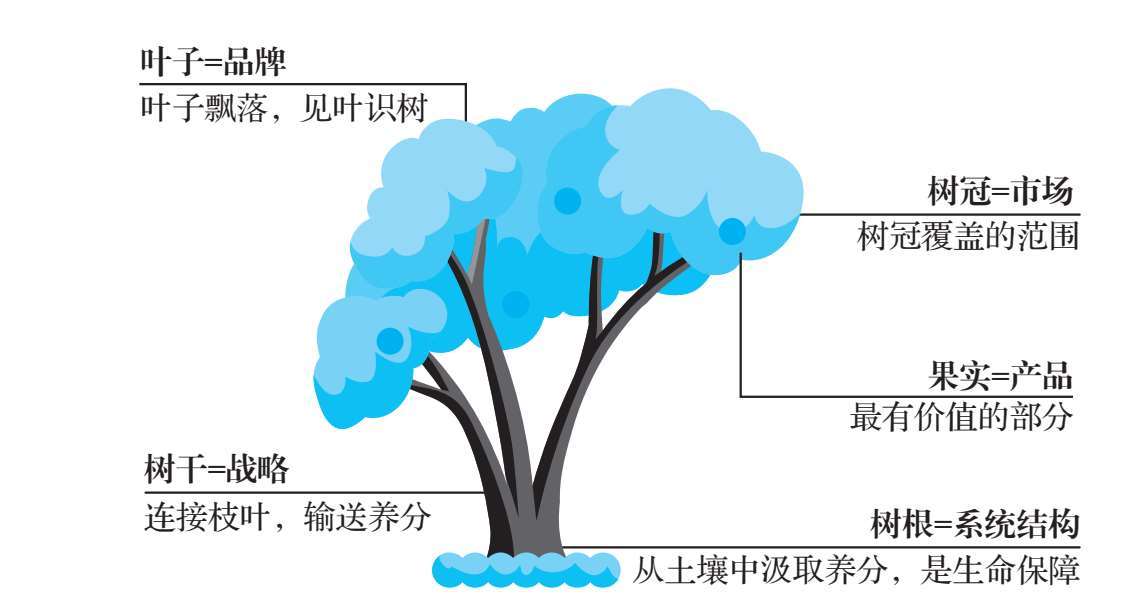 叶子=品牌
叶子飘落，见叶识树
树冠=市场
树冠覆盖的范围
果实=产品
最有价值的部分
树干=战略
连接枝叶，输送养分
树根=系统结构
从土壤中汲取养分，是生命保障